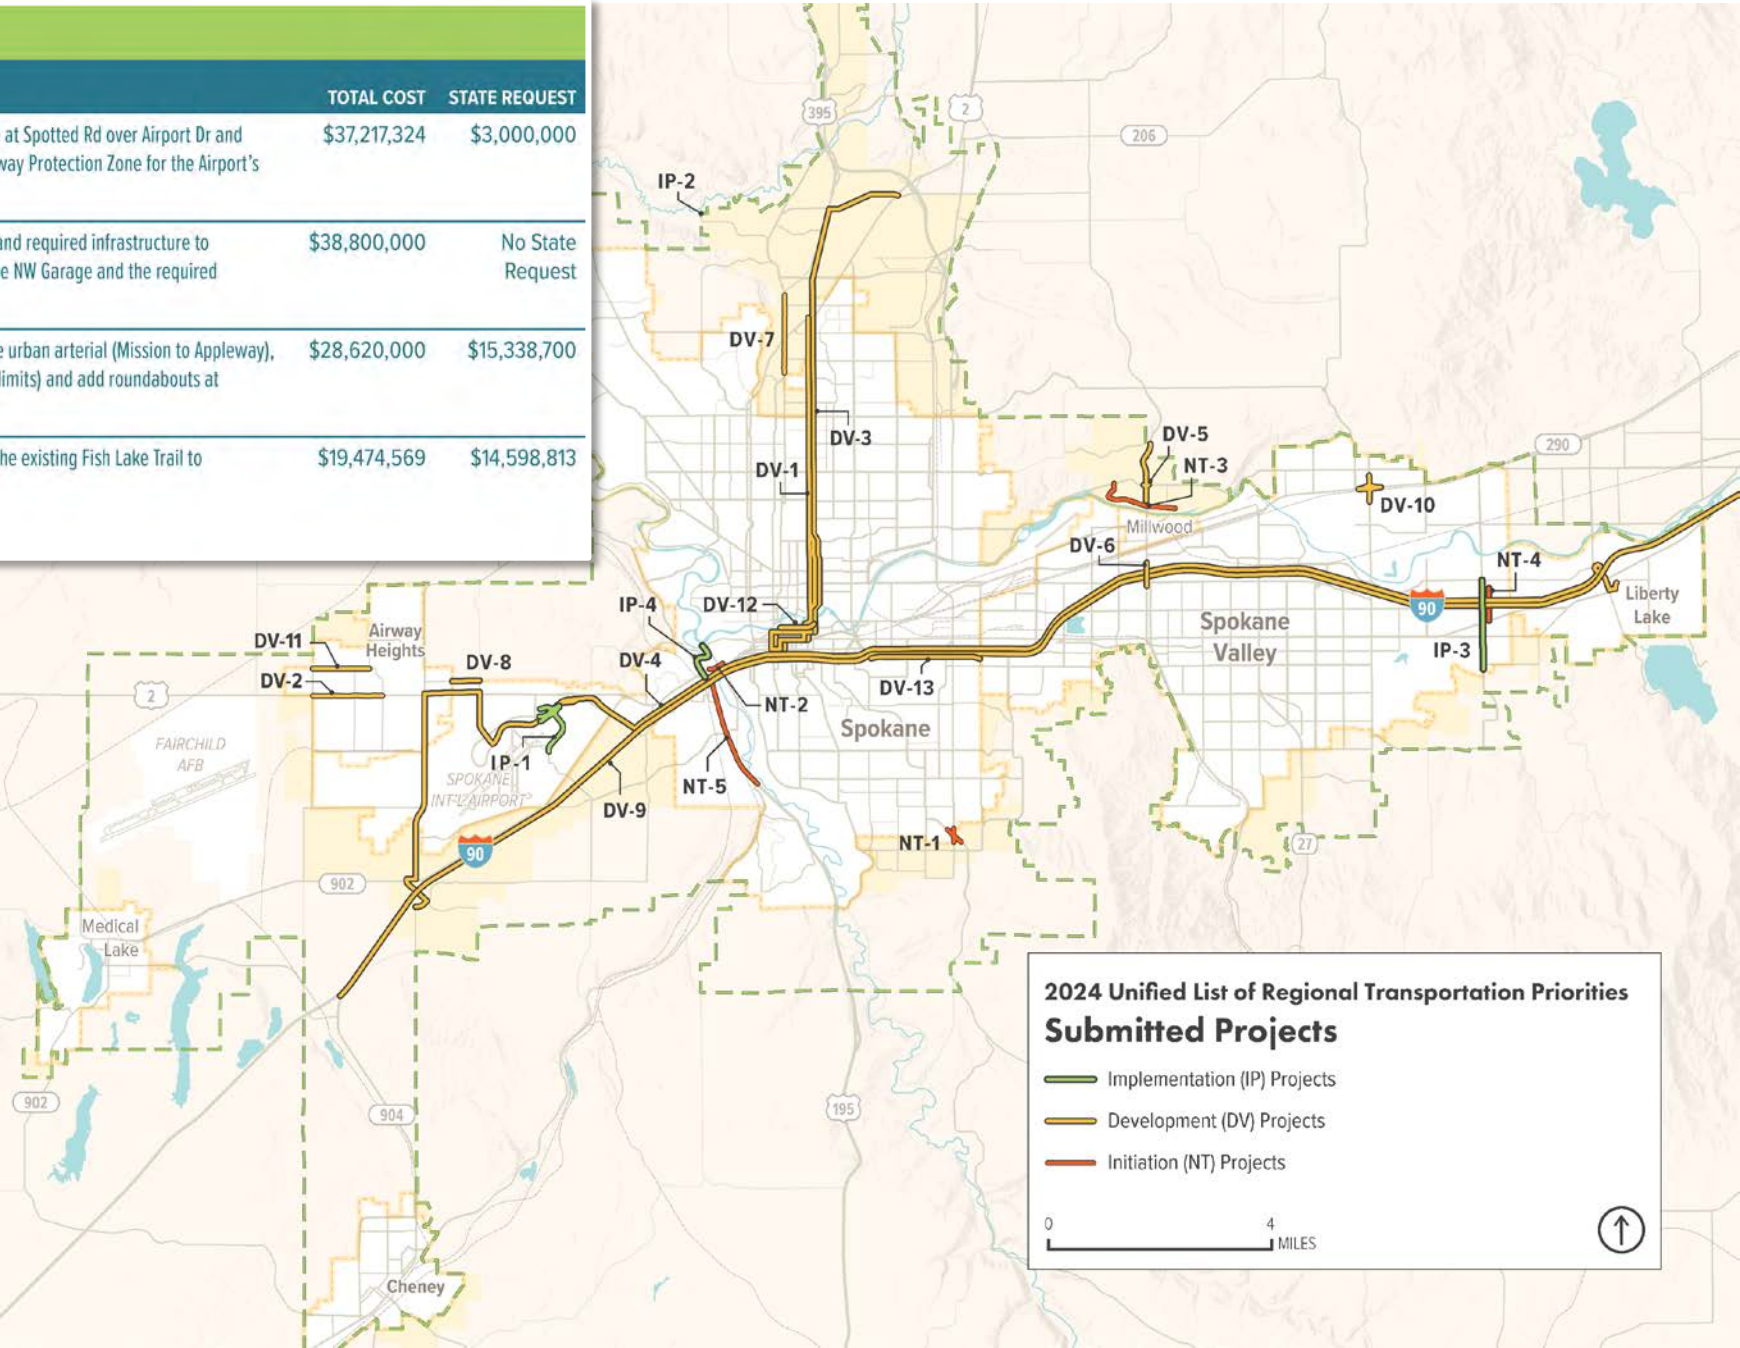 TOTAL COST STATE REQUEST
at Spotted Rd over Airport Dr and $37,217,324 $3,000,000
way Protection Zone for the Airport's
and required infrastructure to $38,800,000 No State
e NW Garage and the required Request
e urban arterial (Mission to Appleway), $28,620,000 $15,338,700
limits) and add roundabouts at
he existing Fish Lake Trail to $19,474,569 $14,598,813
395
2
206
IP-2
DV-7
DV-3
DV-1
DV-5
NT-3
290
DV-10
Millwood
DV-6
NT-4
IP-4
DV-12
90
Liberty
Lake
Spokane
Valley
IP-3
Airway
Heights
DV-11
DV-8
DV-4
DV-2
DV-13
2
NT-2
Spokane
FAIRCHILD
AFB
IP-1
SPOKANE
INT'L AIRPORT
NT-5
DV-9
NT-1
27
90
902
Medical
Lake
902
904
195
Cheney
2024 Unified List of Regional Transportation Priorities
Submitted Projects
Implementation (IP) Projects
Development (DV) Projects
Initiation (NT) Projects
0 4
MILES